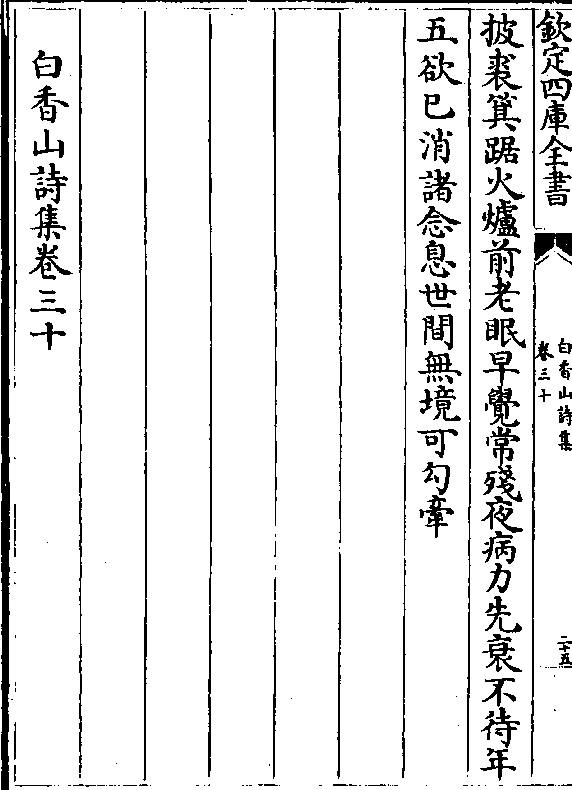 欽定四庫全書
白香山詩集
卷三十
二十五
披裘箕踞火爐前老眠早覺常殘夜病力先衰不待年
五欲已消諸念息世間無境可勾牽
白香山詩集卷三十